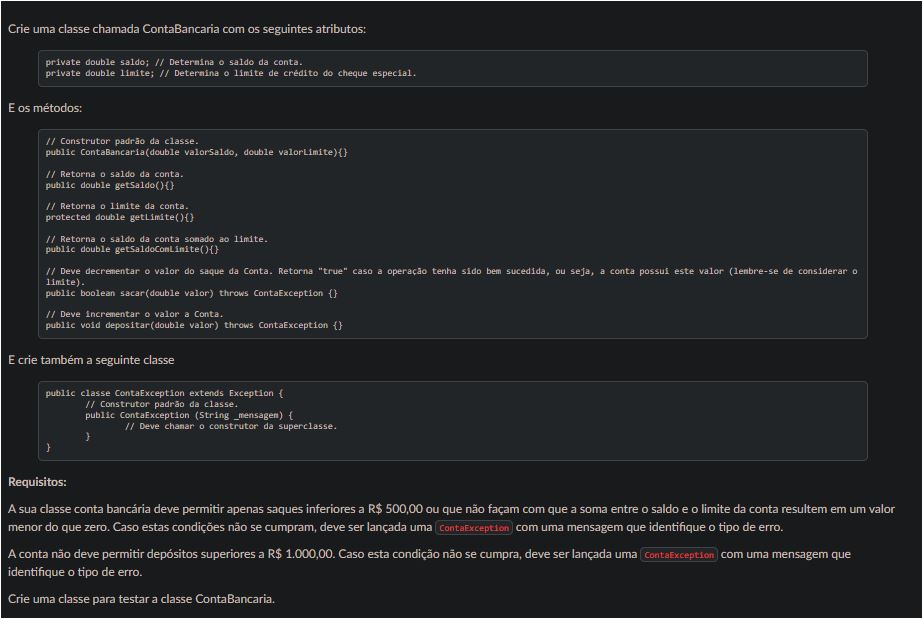 Crie uma classe chamada ContaBancaria com os seguintes atributos:
private double saldo; // Determina o saldo da conta.
private double limite; // Determina o limite de crédito do cheque especial.
E os métodos:
// Construtor padrão da classe.
public ContaBancaria(double valorSaldo, double valorLimite){}
// Retorna o saldo da conta.
public double getSaldo(){}
// Retorna o limite da conta.
protected double getLimite(){}
// Retorna o saldo da conta somado ao limite.
public double getSaldoComLimite(){}
// Deve decrementar o valor do saque da Conta. Retorna "true" caso a operação tenha sido bem sucedida, ou seja, a conta possui este valor (lembre-se de considerar o
limite).
public boolean sacar(double valor) throws ContaException {}
// Deve incrementar o valor a Conta.
public void depositar(double valor) throws ContaException {}
E crie também a seguinte classe
public classe ContaException extends Exception {
// Construtor padrão da classe.
public ContaException (String _mensagem) {
// Deve chamar o construtor da superclasse.
}
}
Requisitos:
A sua classe conta bancária deve permitir apenas saques inferiores a R$ 500,00 ou que não façam com que a soma entre o saldo e o limite da conta resultem em um valor
menor do que zero. Caso estas condições não se cumpram, deve ser lançada uma ContaException com uma mensagem que identifique o tipo de erro.
A conta não deve permitir depósitos superiores a R$ 1.000,00. Caso esta condição não se cumpra, deve ser lançada uma ContaException com uma mensagem que
identifique o tipo de erro.
Crie uma classe para testar a classe ContaBancaria.